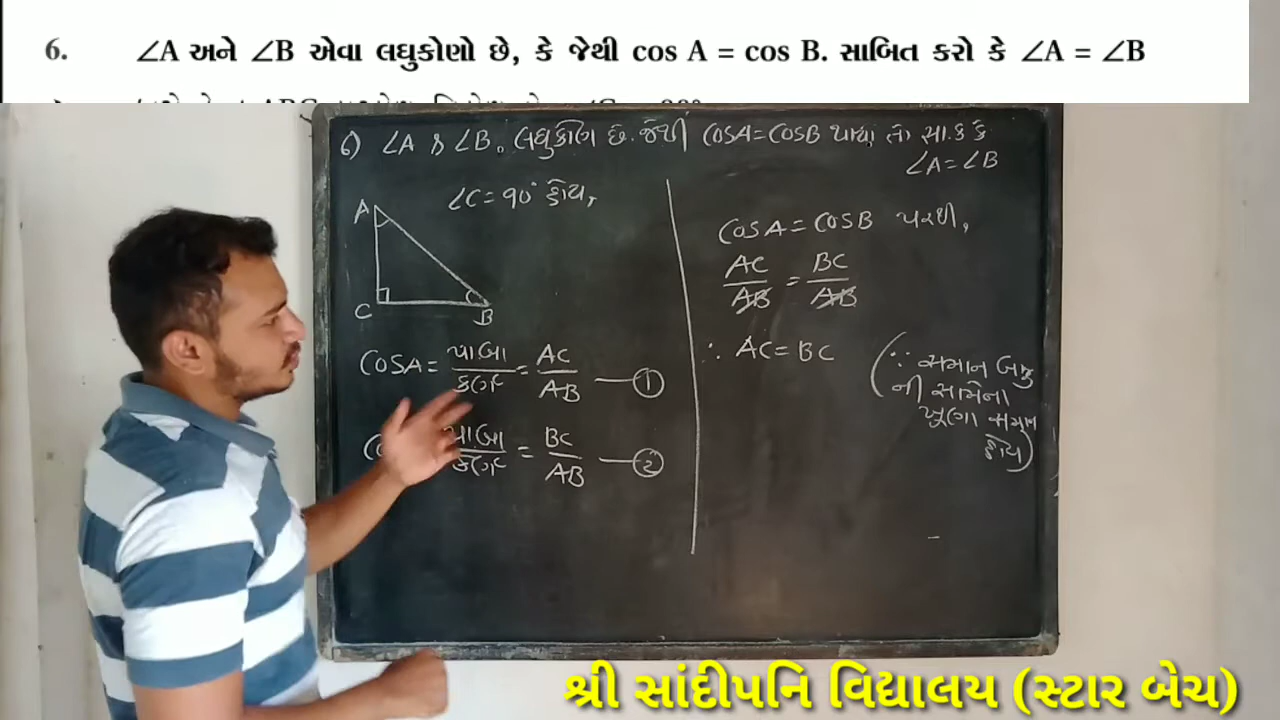 6. ∠A અને ∠B એવા લઘુકોણો છે, કે જેથી cos A = cos B. સાબિત કરો કે ∠A = ∠B
6) ∠A & ∠B. લઘુકોણ છે. જેથી COSA = COSB થાય તો સા.ક કે
∠A = ∠B
∠C = 90° હોય,
A
C
B
COSA = પા.બા / કર્ણ = AC / AB — ①
પા.બા / કર્ણ = BC / AB — ②
COSA = COSB પરથી,
AC / AB = BC / AB
∴ AC = BC
(∵ સમાન બાજુ
ની સામેના
ખૂણા સમાન
હોય)
શ્રી સાંદીપનિ વિદ્યાલય (સ્ટાર બેચ)